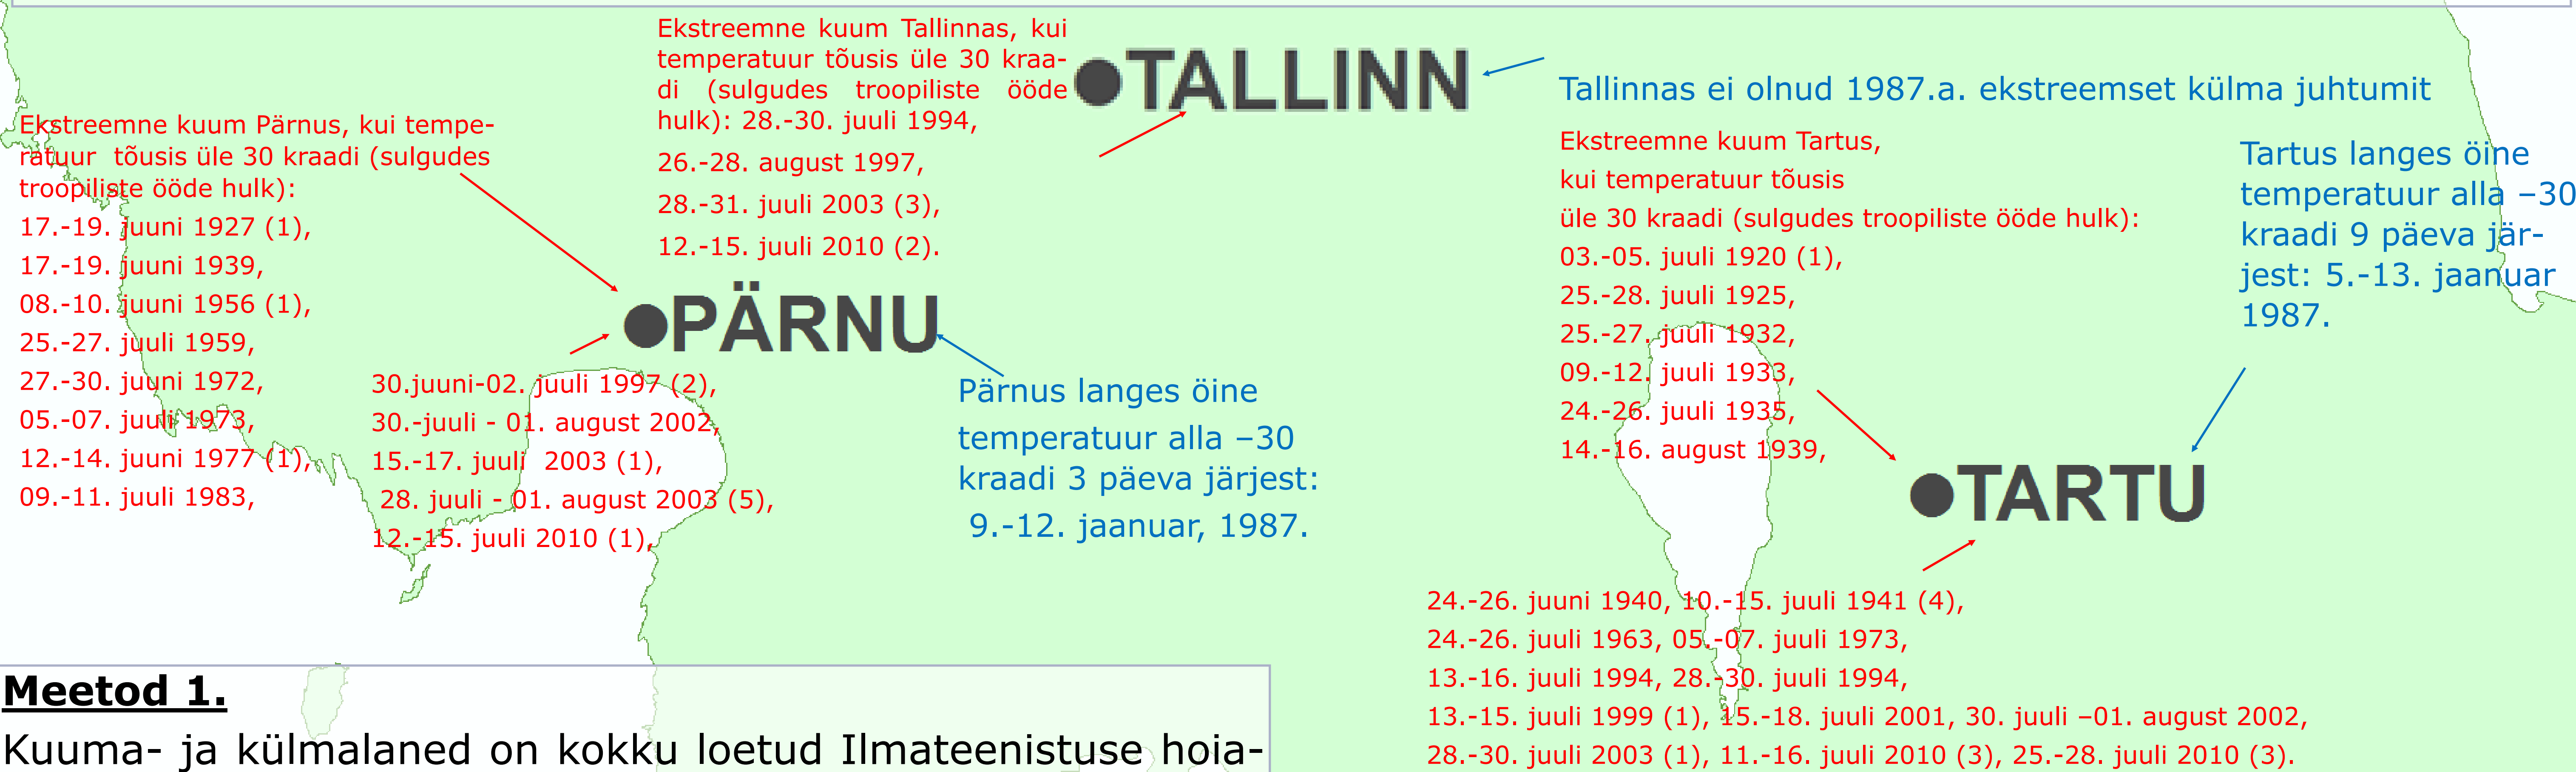 Ekstreemne kuum Tallinnas, kui
temperatuur tõusis üle 30 kraa-
di (sulgudes troopiliste ööde
hulk): 28.-30. juuli 1994,
26.-28. august 1997,
28.-31. juuli 2003 (3),
12.-15. juuli 2010 (2).
TALLINN
Tallinnas ei olnud 1987.a. ekstreemset külma juhtumit
Ekstreemne kuum Pärnus, kui tempe-
ratuur tõusis üle 30 kraadi (sulgudes
troopiliste ööde hulk):
17.-19. juuni 1927 (1),
17.-19. juuni 1939,
08.-10. juuni 1956 (1),
25.-27. juuli 1959,
27.-30. juuni 1972,
05.-07. juuli 1973,
12.-14. juuni 1977 (1),
09.-11. juuli 1983,
30.juuni-02. juuli 1997 (2),
30.-juuli - 01. august 2002,
15.-17. juuli 2003 (1),
28. juuli - 01. august 2003 (5),
12.-15. juuli 2010 (1),
PÄRNU
Pärnus langes öine
temperatuur alla –30
kraadi 3 päeva järjest:
9.-12. jaanuar, 1987.
Ekstreemne kuum Tartus,
kui temperatuur tõusis
üle 30 kraadi (sulgudes troopiliste ööde hulk):
03.-05. juuli 1920 (1),
25.-28. juuli 1925,
25.-27. juuli 1932,
09.-12. juuli 1933,
24.-26. juuli 1935,
14.-16. august 1939,
Tartus langes öine
temperatuur alla –30
kraadi 9 päeva jär-
jest: 5.-13. jaanuar
1987.
TARTU
24.-26. juuni 1940, 10.-15. juuli 1941 (4),
24.-26. juuli 1963, 05.-07. juuli 1973,
13.-16. juuli 1994, 28.-30. juuli 1994,
13.-15. juuli 1999 (1), 15.-18. juuli 2001, 30. juuli –01. august 2002,
28.-30. juuli 2003 (1), 11.-16. juuli 2010 (3), 25.-28. juuli 2010 (3).
Meetod 1.
Kuuma- ja külmalaned on kokku loetud Ilmateenistuse hoia-